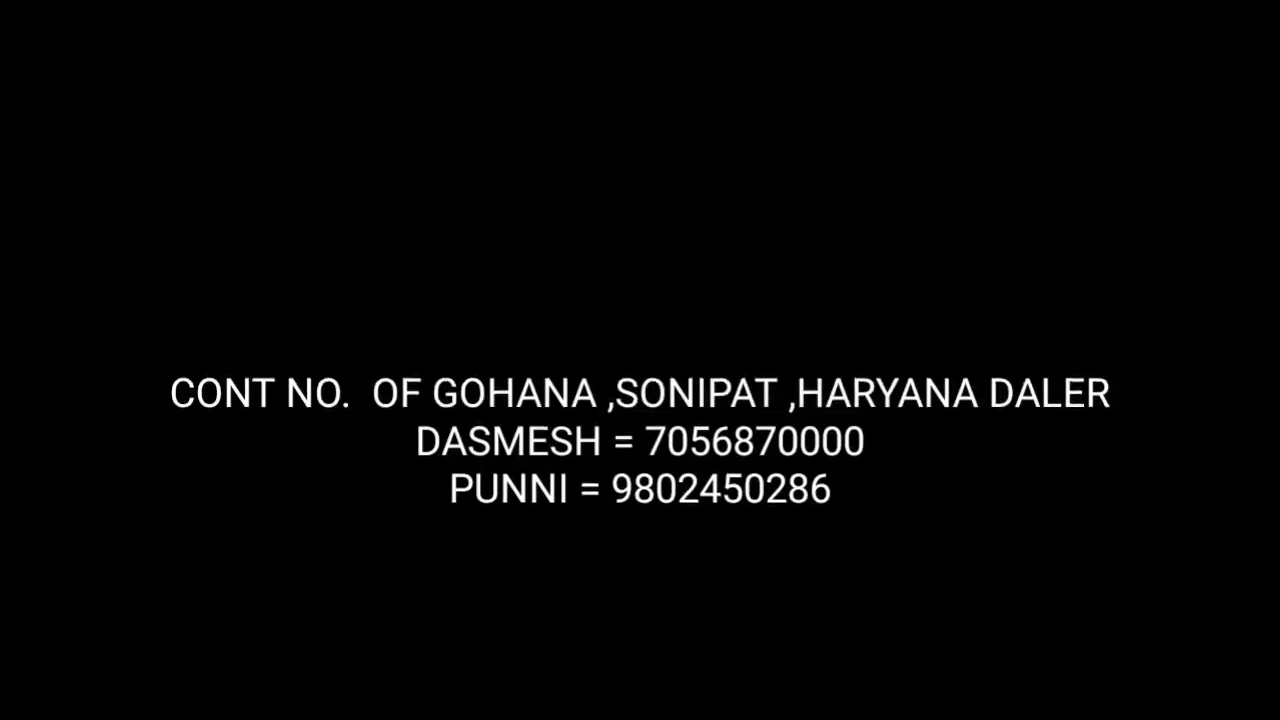 CONT NO.  OF GOHANA ,SONIPAT ,HARYANA DALER
DASMESH = 7056870000
PUNNI = 9802450286